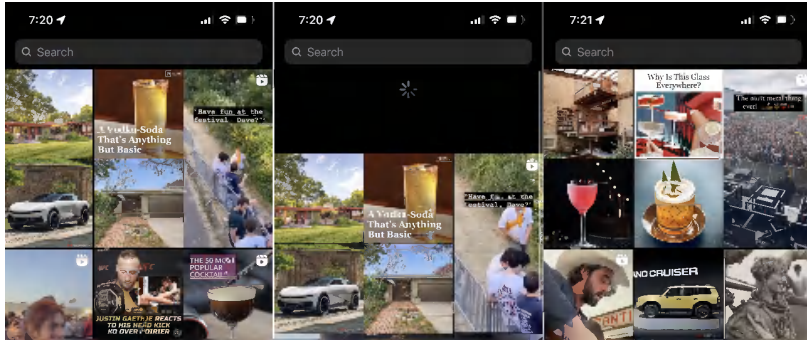 7:20
Search
A Vodka-Soda
That's Anything
But Basic
"Have fun at the
festival, Dave?"
THE 50 MOST
POPULAR
COCKTAIL
JUSTIN GAETHJE REACTS
TO HIS HEAD KICK
KO OVER POIRIER
7:20
Search
A Vodka-Soda
That's Anything
But Basic
"Have fun at the
festival, Dave?"
7:21
Search
Why Is This Glass
Everywhere?
The most metal thing
ever!
AND CRUISER